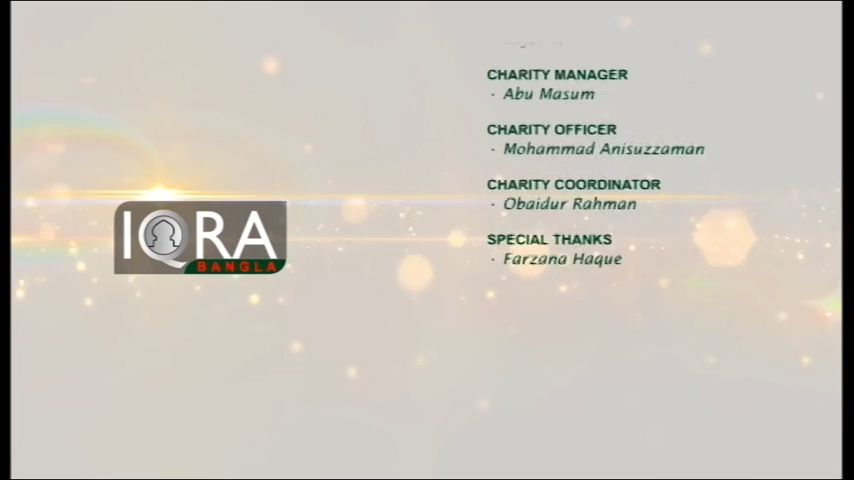 IQRA
BANGLA
CHARITY MANAGER
- Abu Masum
CHARITY OFFICER
- Mohammad Anisuzzaman
CHARITY COORDINATOR
- Obaidur Rahman
SPECIAL THANKS
- Farzana Haque